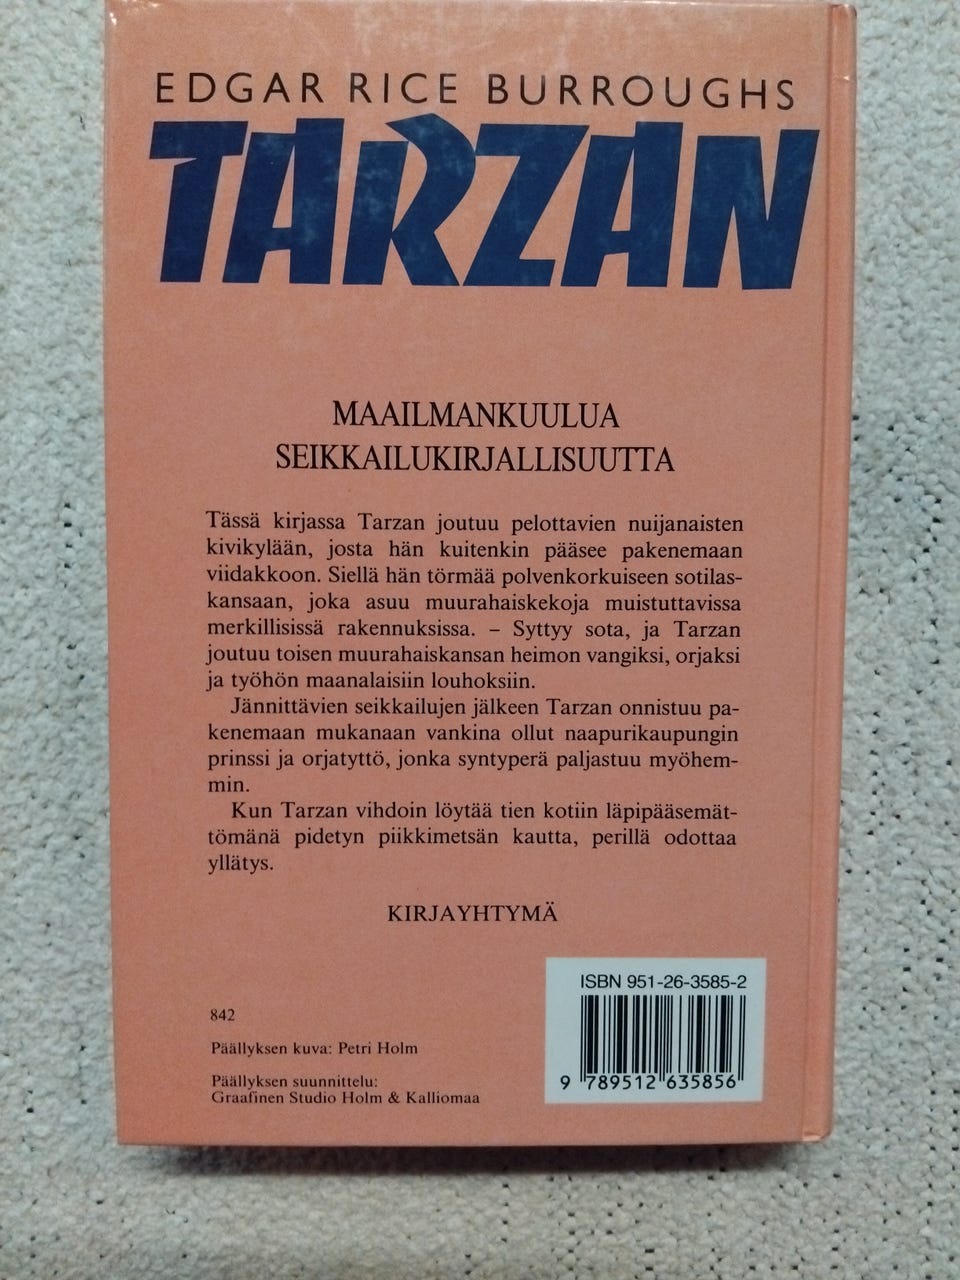 EDGAR RICE BURROUGHS
TARZAN
MAAILMANKUULUA
SEIKKAILUKIRJALLISUUTTA
Tässä kirjassa Tarzan joutuu pelottavien nuijanaisten
kivikylään, josta hän kuitenkin pääsee pakenemaan
viidakkoon. Siellä hän törmää polvenkorkuiseen sotilas-
kansaan, joka asuu muurahaiskekoja muistuttavissa
merkillisissä rakennuksissa. – Syttyy sota, ja Tarzan
joutuu toisen muurahaiskansan heimon vangiksi, orjaksi
ja työhön maanalaisiin louhoksiin.
Jännittävien seikkailujen jälkeen Tarzan onnistuu pa-
kenemaan mukanaan vankina ollut naapurikaupungin
prinssi ja orjatyttö, jonka syntyperä paljastuu myöhem-
min.
Kun Tarzan vihdoin löytää tien kotiin läpipääsemät-
tömänä pidetyn piikkimetsän kautta, perillä odottaa
yllätys.
KIRJAYHTYMÄ
ISBN 951-26-3585-2
9 789512 635856
842
Päällyksen kuva: Petri Holm
Päällyksen suunnittelu:
Graafinen Studio Holm & Kalliomaa